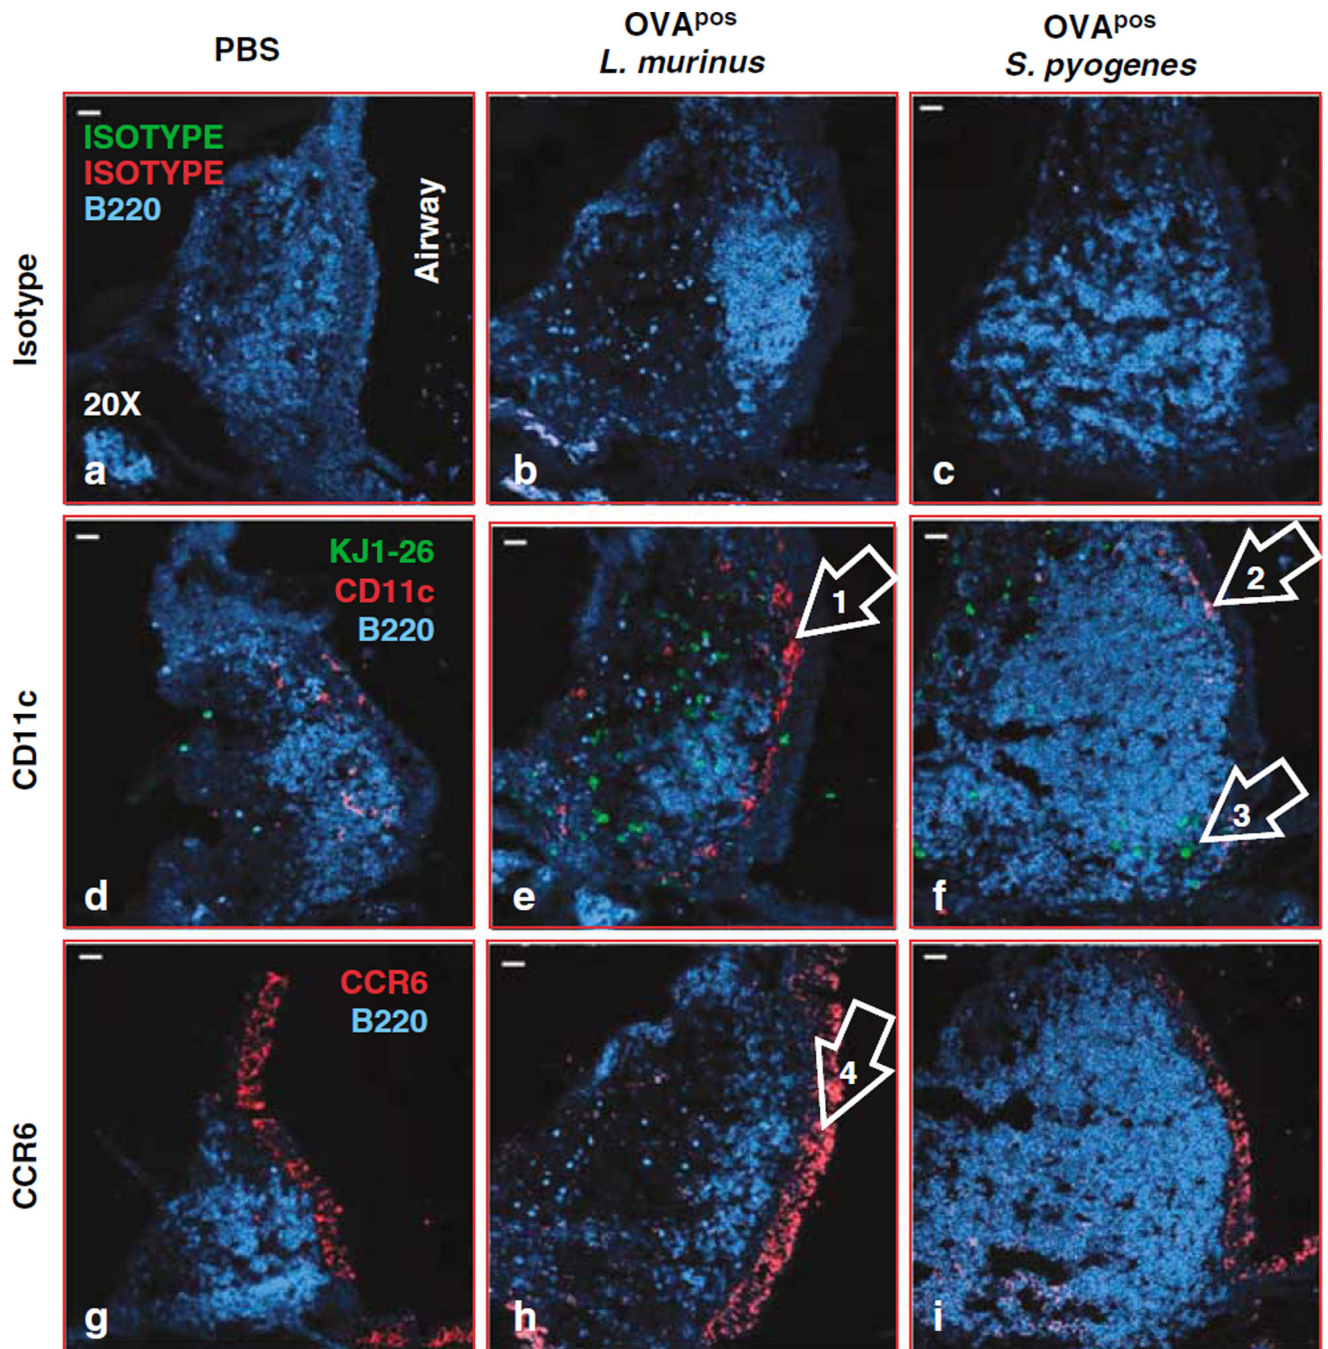 PBS
OVApos
L. murinus
OVApos
S. pyogenes
Isotype
ISOTYPE
ISOTYPE
B220
Airway
20X
a
b
c
CD11c
KJ1-26
CD11c
B220
d
1
e
2
3
f
CCR6
CCR6
B220
g
4
h
i